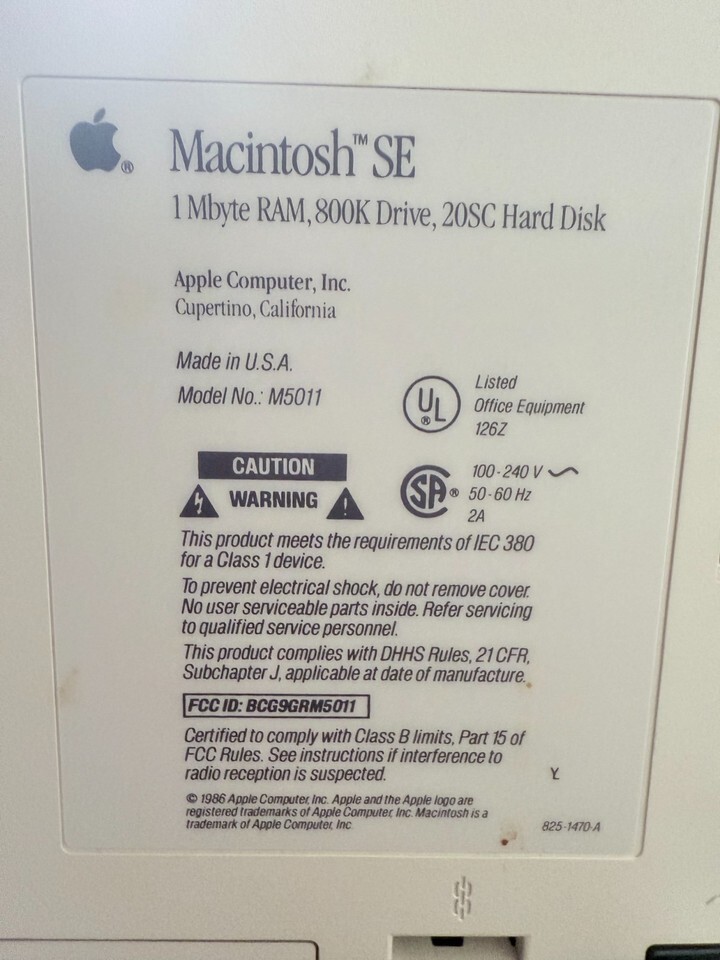 Macintosh™ SE
1 Mbyte RAM, 800K Drive, 20SC Hard Disk
Apple Computer, Inc.
Cupertino, California
Made in U.S.A.
Model No.: M5011
UL ®
Listed
Office Equipment
126Z
CAUTION
WARNING
SA ®
100-240 V
50-60 Hz
2A
This product meets the requirements of IEC 380
for a Class 1 device.
To prevent electrical shock, do not remove cover.
No user serviceable parts inside. Refer servicing
to qualified service personnel.
This product complies with DHHS Rules, 21 CFR,
Subchapter J, applicable at date of manufacture.
FCC ID: BCG9GRM5011
Certified to comply with Class B limits, Part 15 of
FCC Rules. See instructions if interference to
radio reception is suspected.
Y
© 1986 Apple Computer, Inc. Apple and the Apple logo are
registered trademarks of Apple Computer, Inc. Macintosh is a
trademark of Apple Computer, Inc.
825-1470-A